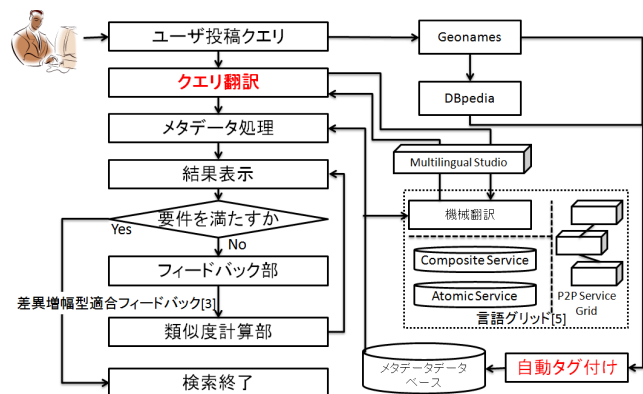 ユーザ投稿クエリ
Geonames
クエリ翻訳
DBpedia
メタデータ処理
Multilingual Studio
結果表示
機械翻訳
要件を満たすか
Yes
No
Composite Service
フィードバック部
Atomic Service
P2P Service
Grid
差異増幅型適合フィードバック[3]
言語グリッド[5]
類似度計算部
メタデータデータ
ベース
自動タグ付け
検索終了